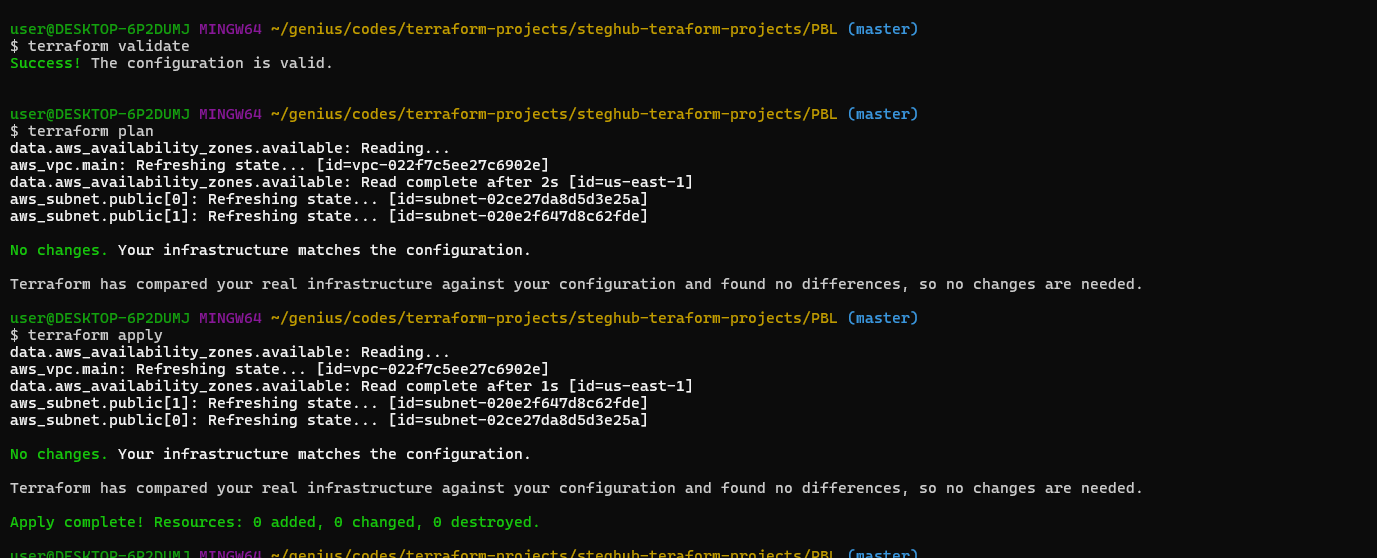 user@DESKTOP-6P2DUMJ MINGW64 ~/genius/codes/terraform-projects/steghub-teraform-projects/PBL (master)
$ terraform validate
Success! The configuration is valid.
user@DESKTOP-6P2DUMJ MINGW64 ~/genius/codes/terraform-projects/steghub-teraform-projects/PBL (master)
$ terraform plan
data.aws_availability_zones.available: Reading...
aws_vpc.main: Refreshing state... [id=vpc-022f7c5ee27c6902e]
data.aws_availability_zones.available: Read complete after 2s [id=us-east-1]
aws_subnet.public[0]: Refreshing state... [id=subnet-02ce27da8d5d3e25a]
aws_subnet.public[1]: Refreshing state... [id=subnet-020e2f647d8c62fde]
No changes. Your infrastructure matches the configuration.
Terraform has compared your real infrastructure against your configuration and found no differences, so no changes are needed.
user@DESKTOP-6P2DUMJ MINGW64 ~/genius/codes/terraform-projects/steghub-teraform-projects/PBL (master)
$ terraform apply
data.aws_availability_zones.available: Reading...
aws_vpc.main: Refreshing state... [id=vpc-022f7c5ee27c6902e]
data.aws_availability_zones.available: Read complete after 1s [id=us-east-1]
aws_subnet.public[1]: Refreshing state... [id=subnet-020e2f647d8c62fde]
aws_subnet.public[0]: Refreshing state... [id=subnet-02ce27da8d5d3e25a]
No changes. Your infrastructure matches the configuration.
Terraform has compared your real infrastructure against your configuration and found no differences, so no changes are needed.
Apply complete! Resources: 0 added, 0 changed, 0 destroyed.
user@DESKTOP-6P2DUMJ MINGW64 ~/genius/codes/terraform-projects/steghub-teraform-projects/PBL (master)